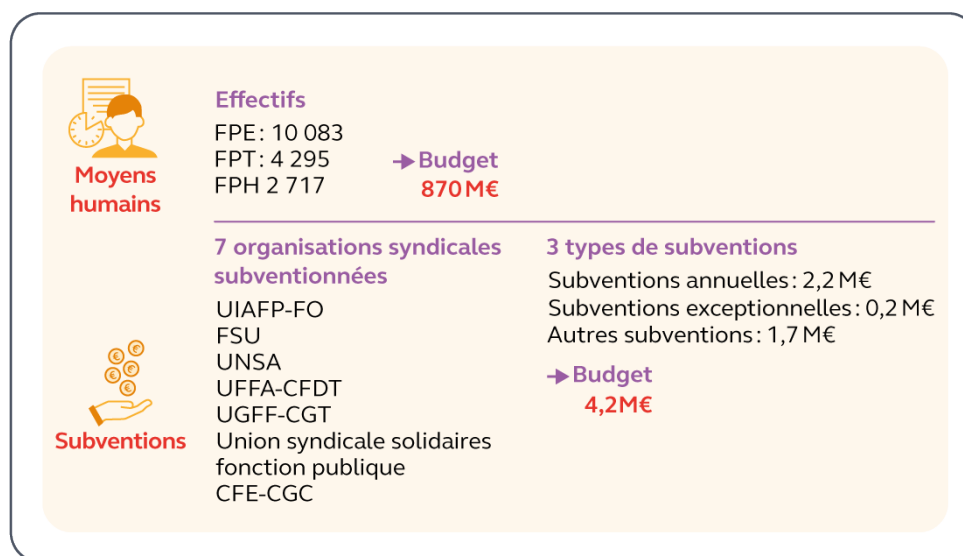 Moyens
humains
Effectifs
FPE : 10 083
FPT : 4 295
FPH 2 717
→ Budget
870 M€
Subventions
7 organisations syndicales
subventionnées
UIAFP-FO
FSU
UNSA
UFFA-CFDT
UGFF-CGT
Union syndicale solidaires
fonction publique
CFE-CGC
3 types de subvention
Subventions annuelles : 2,2 M€
Subventions exceptionnelles : 0,2 M€
Autres subventions : 1,7 M€
→ Budget
4,2M€